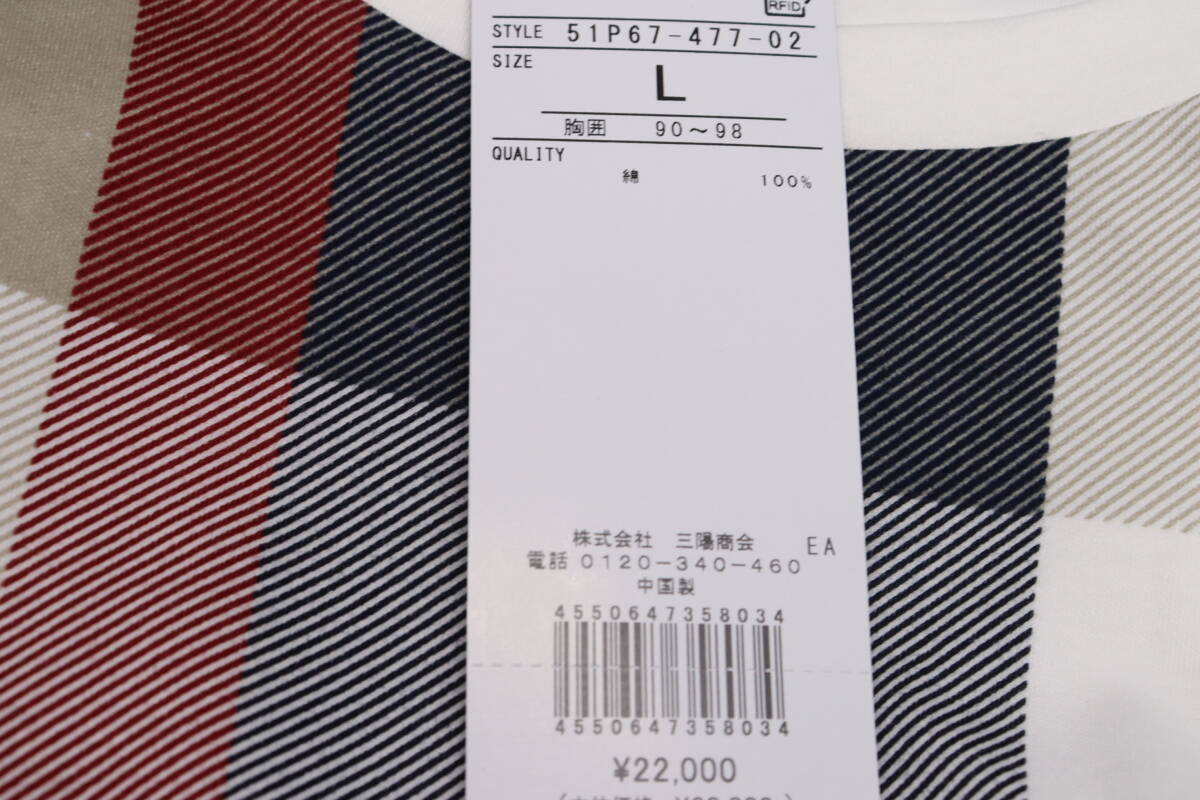 RFID
STYLE 51P67-477-02
SIZE
L
胸囲 90～98
QUALITY
綿 100%
株式会社 三陽商会 EA
電話 0120-340-460
中国製
4550647358034
4550647358034
¥22,000